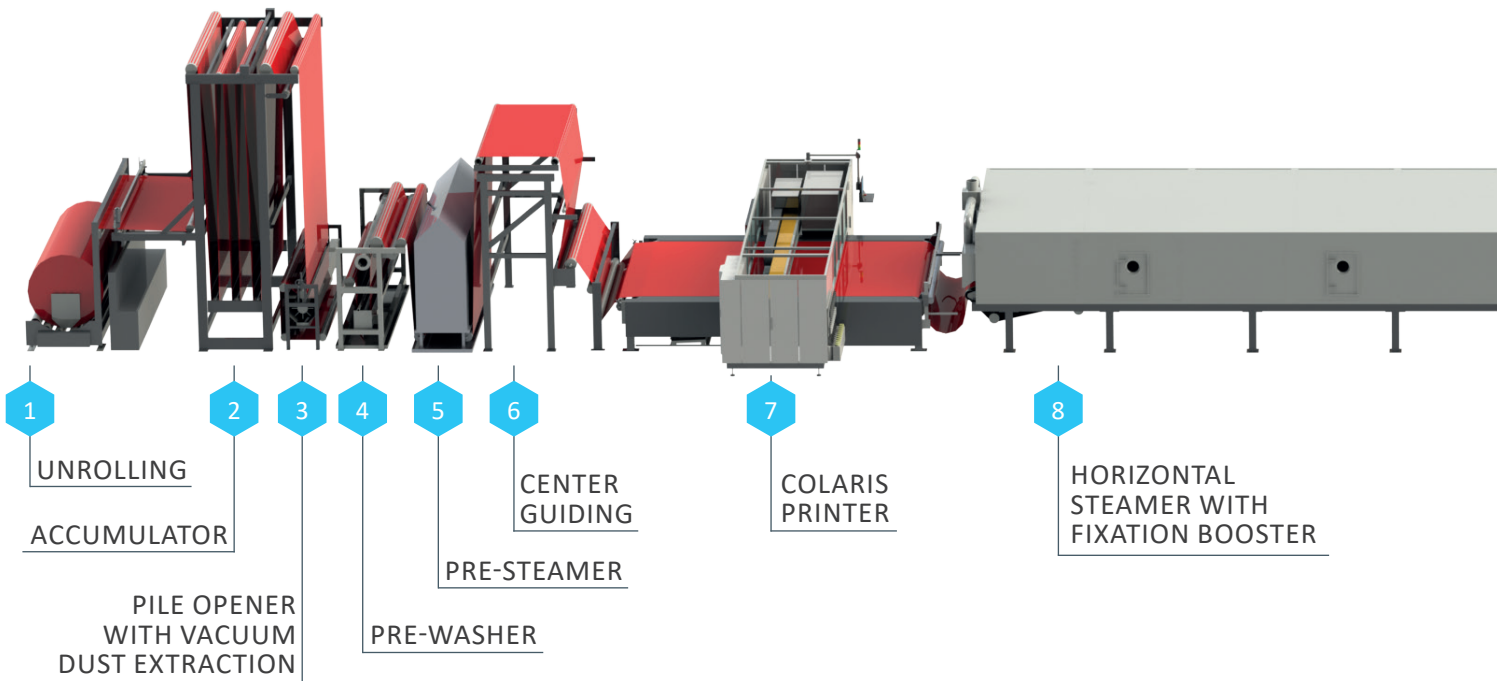 1
2
3
4
5
6
7
8
UNROLLING
ACCUMULATOR
PILE OPENER
WITH VACUUM
DUST EXTRACTION
PRE-WASHER
PRE-STEAMER
CENTER
GUIDING
COLARIS
PRINTER
HORIZONTAL
STEAMER WITH
FIXATION BOOSTER